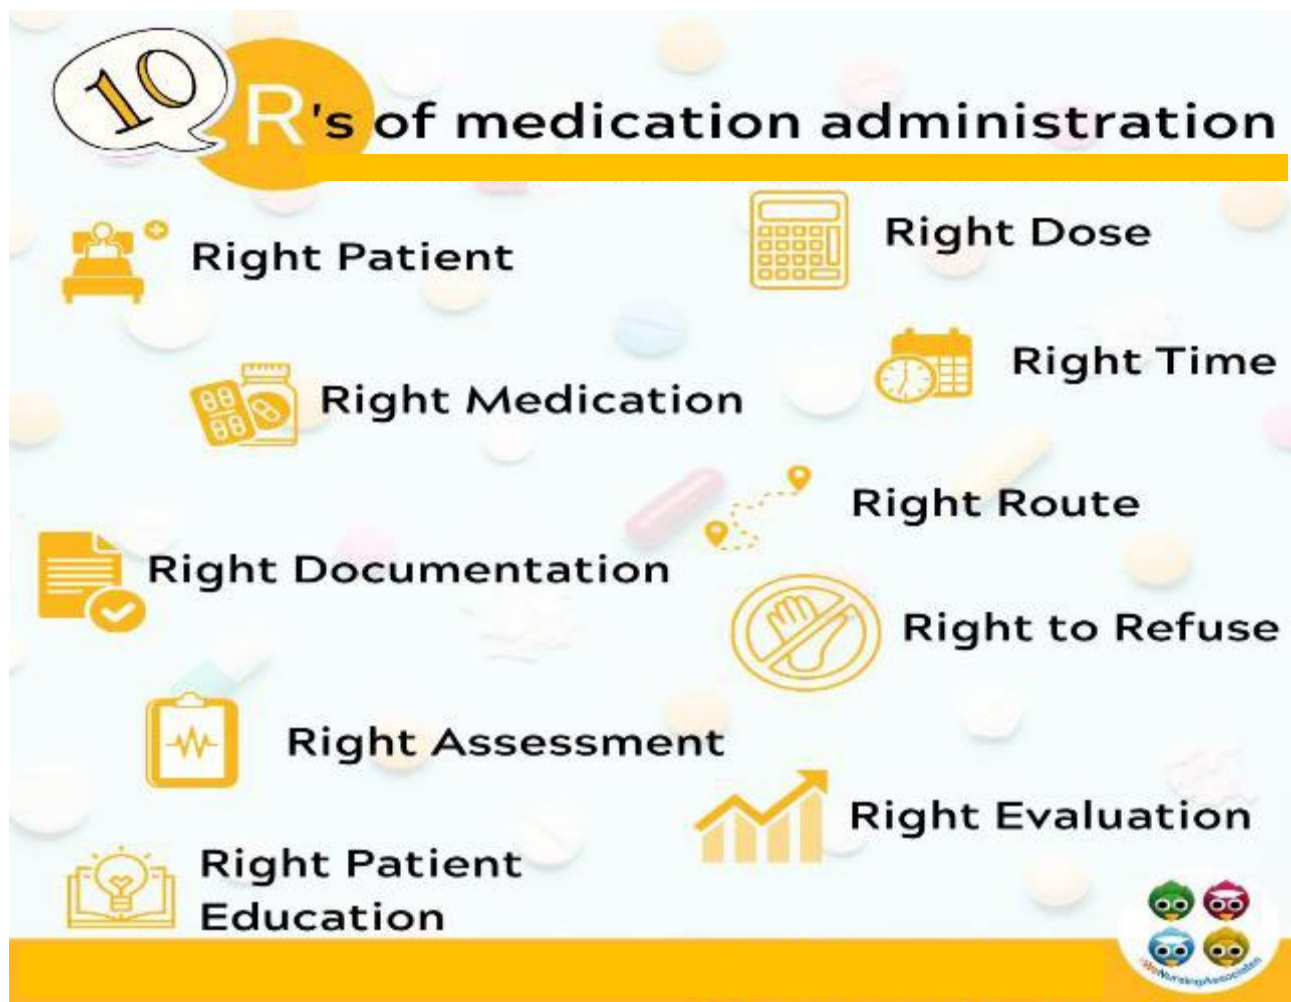 10 R's of medication administration
Right Patient
Right Dose
Right Time
Right Medication
Right Route
Right Documentation
Right to Refuse
Right Assessment
Right Evaluation
Right Patient
Education
WeNursingAssociates